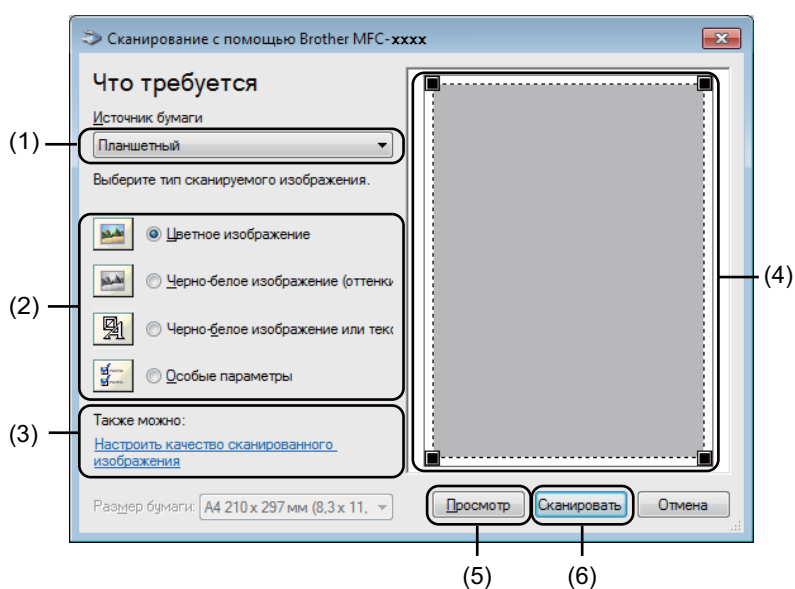 Сканирование с помощью Brother MFC-xxxx
Что требуется
Источник бумаги
(1)
Планшетный
Выберите тип сканируемого изображения.
(2)
Цветное изображение
Черно-белое изображение (оттенки
Черно-белое изображение или текс
Особые параметры
(3)
Также можно:
Настроить качество сканированного
изображения
(4)
Размер бумаги:
A4 210 x 297 мм (8,3 x 11,
Просмотр
Сканировать
Отмена
(5)
(6)